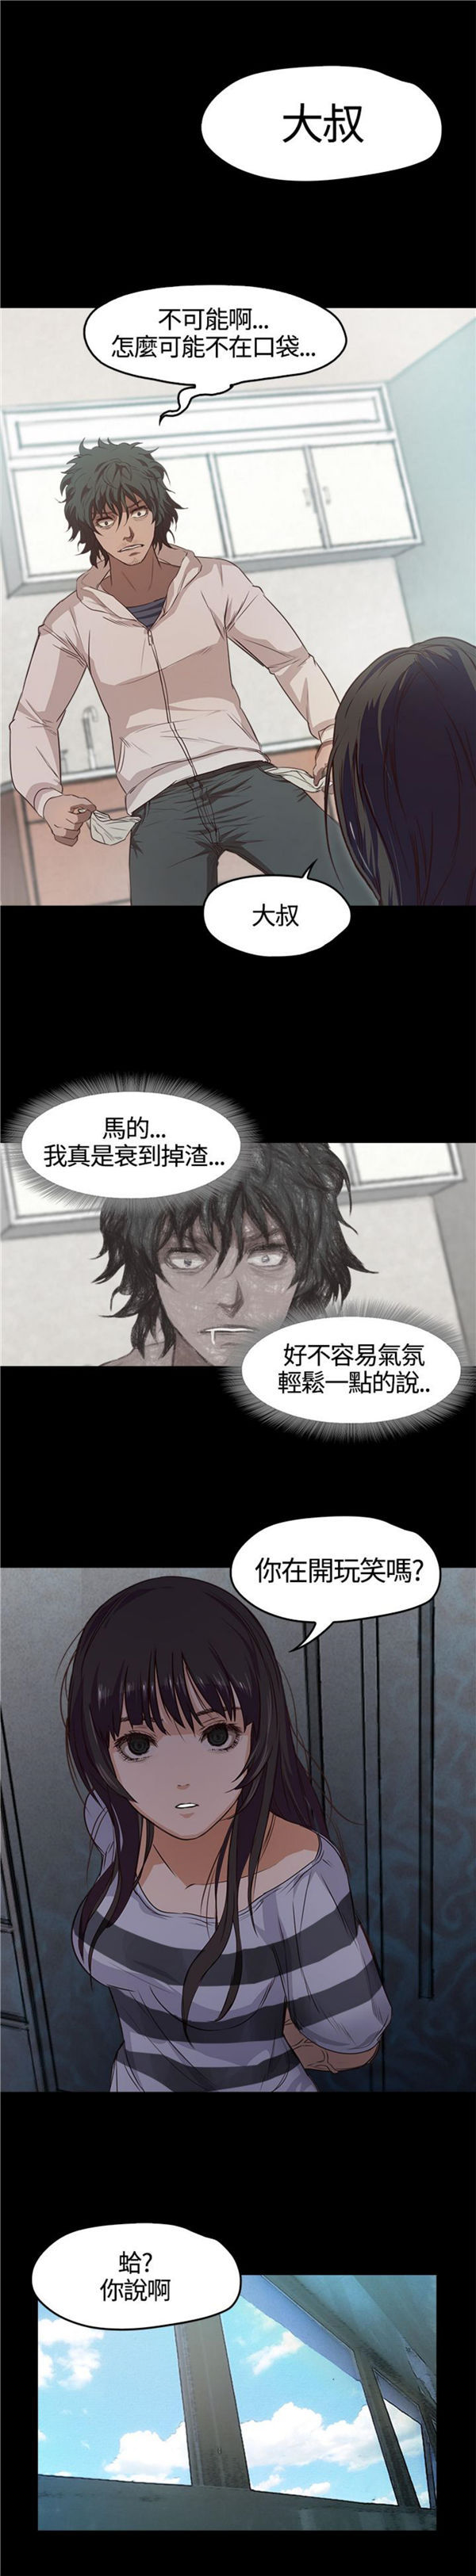 大叔
不可能啊...
怎麼可能不在口袋...
大叔
馬的...
我真是衰到掉渣...
好不容易氣氛
輕鬆一點的說..
你在開玩笑嗎?
蛤?
你說啊